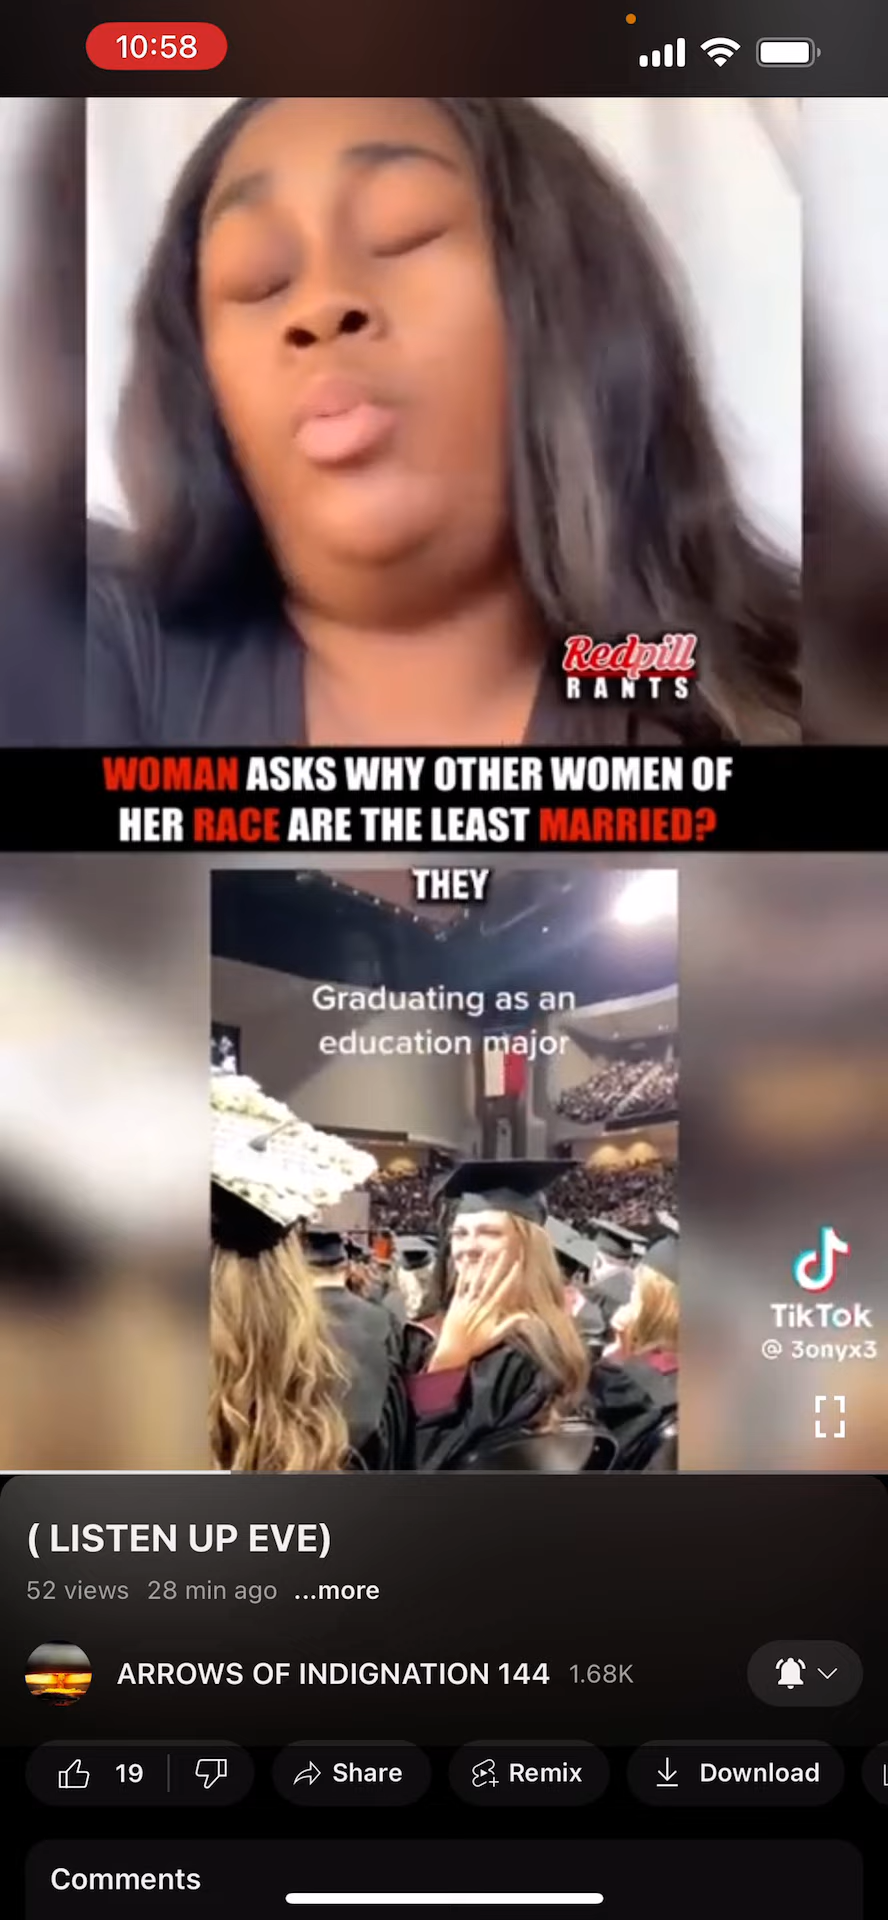 10:58
Redpill
RANTS
WOMAN ASKS WHY OTHER WOMEN OF
HER RACE ARE THE LEAST MARRIED?
THEY
Graduating as an
education major
TikTok
@ 3onyx3
( LISTEN UP EVE)
52 views 28 min ago ...more
ARROWS OF INDIGNATION 144 1.68K
19 Share Remix Download
Comments